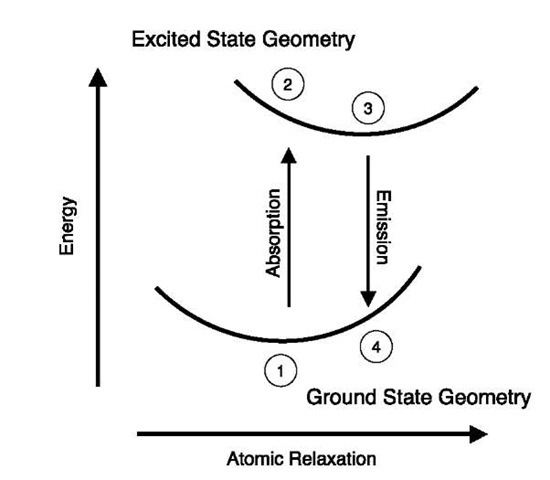 Excited State Geometry
2
3
Energy
Absorption
Emission
1
4
Ground State Geometry
Atomic Relaxation